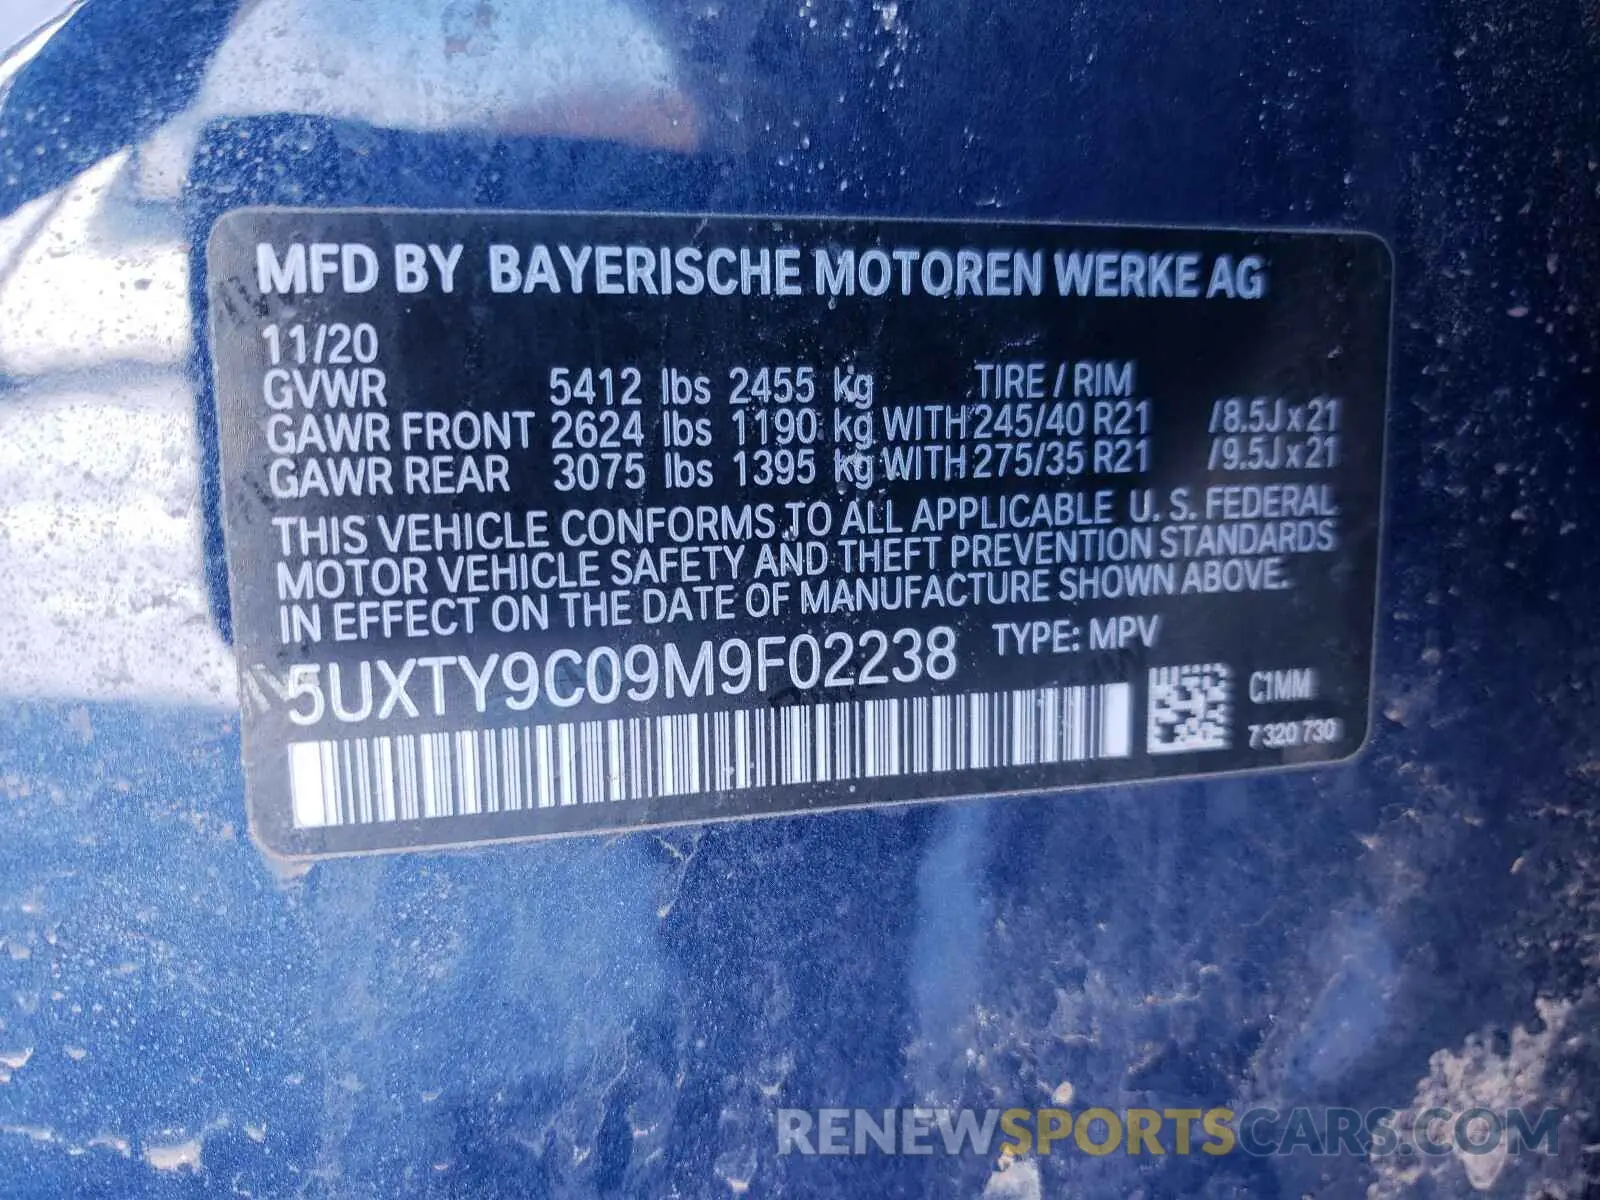 MFD BY BAYERISCHE MOTOREN WERKE AG
11/20
GVWR 5412 lbs 2455 kg TIRE / RIM
GAWR FRONT 2624 lbs 1190 kg WITH 245/40 R21 /8.5J x 21
GAWR REAR 3075 lbs 1395 kg WITH 275/35 R21 /9.5J x 21
THIS VEHICLE CONFORMS TO ALL APPLICABLE U. S. FEDERAL
MOTOR VEHICLE SAFETY AND THEFT PREVENTION STANDARDS
IN EFFECT ON THE DATE OF MANUFACTURE SHOWN ABOVE.
5UXTY9C09M9F02238 TYPE: MPV
C1MM
7 320 730
RENEWSPORTSCARS.COM